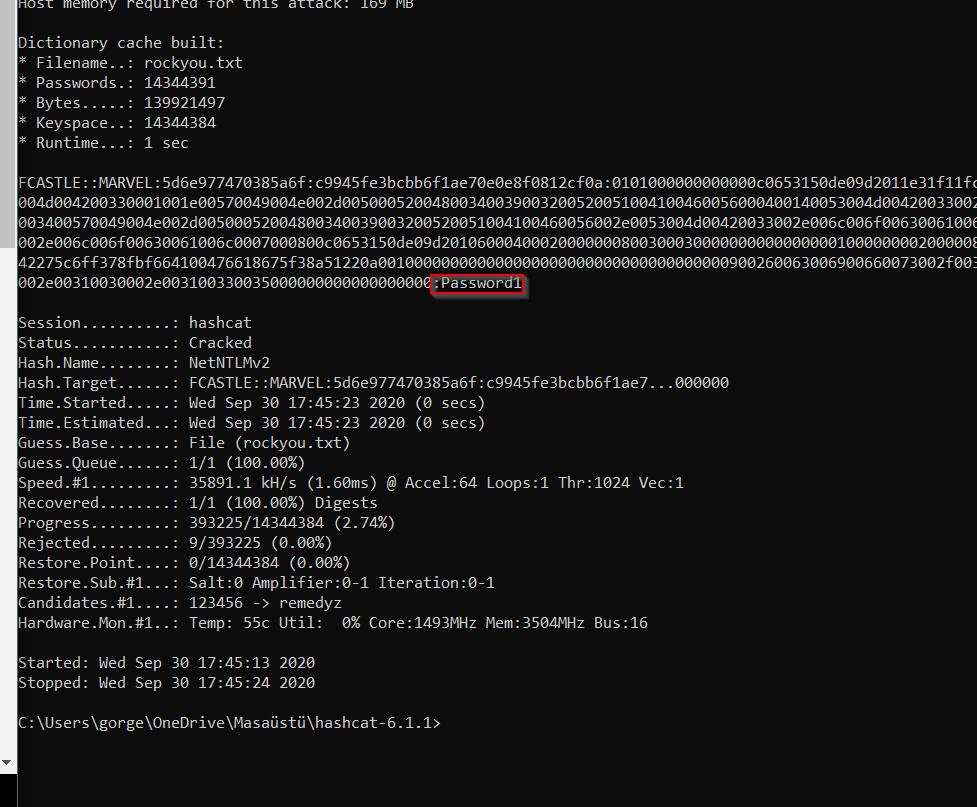 Host memory required for this attack: 169 MB
Dictionary cache built:
* Filename..: rockyou.txt
* Passwords.: 14344391
* Bytes.....: 139921497
* Keyspace..: 14344384
* Runtime...: 1 sec
FCASTLE::MARVEL:5d6e977470385a6f:c9945fe3bcbb6f1ae70e0e8f0812cf0a:0101000000000000c0653150de09d2011e31f11fc
004d004200330001001e00570049004e002d00500052004800340039003200520051004100460056000400140053004d00420033002
003400570049004e002d00500052004800340039003200520051004100460056002e0053004d00420033002e006c006f00630061006
002e006c006f00630061006c0007000800c0653150de09d201060004000200000008003000300000000000000001000000002000008
42275c6ff378fbf664100476618675f38a51220a001000000000000000000000000000000000000900260063006900660073002f003
002e00310030002e00310033003500000000000000000000:Password1
Session..........: hashcat
Status...........: Cracked
Hash.Name........: NetNTLMv2
Hash.Target......: FCASTLE::MARVEL:5d6e977470385a6f:c9945fe3bcbb6f1ae7...000000
Time.Started.....: Wed Sep 30 17:45:23 2020 (0 secs)
Time.Estimated...: Wed Sep 30 17:45:23 2020 (0 secs)
Guess.Base.......: File (rockyou.txt)
Guess.Queue......: 1/1 (100.00%)
Speed.#1.........: 35891.1 kH/s (1.60ms) @ Accel:64 Loops:1 Thr:1024 Vec:1
Recovered........: 1/1 (100.00%) Digests
Progress.........: 393225/14344384 (2.74%)
Rejected.........: 9/393225 (0.00%)
Restore.Point....: 0/14344384 (0.00%)
Restore.Sub.#1...: Salt:0 Amplifier:0-1 Iteration:0-1
Candidates.#1....: 123456 -> remedyz
Hardware.Mon.#1..: Temp: 55c Util:  0% Core:1493MHz Mem:3504MHz Bus:16
Started: Wed Sep 30 17:45:13 2020
Stopped: Wed Sep 30 17:45:24 2020
C:\Users\gorge\OneDrive\Masaüstü\hashcat-6.1.1>